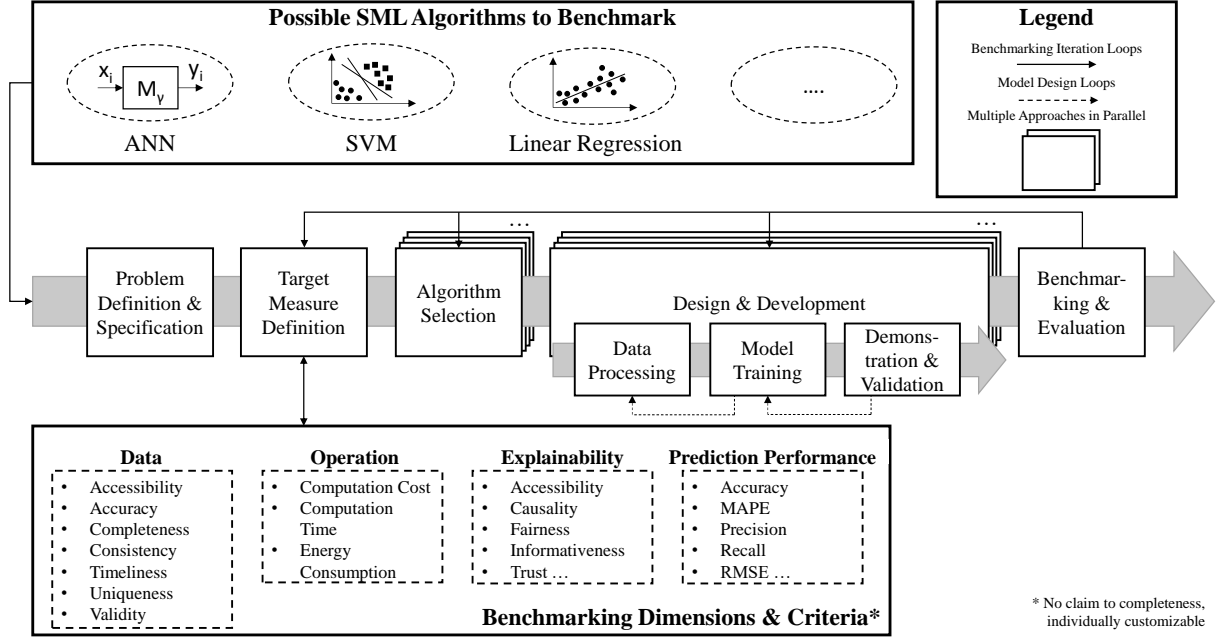 Possible SML Algorithms to Benchmark
xᵢ
Mᵧ
yᵢ
ANN
SVM
Linear Regression
....
Legend
Benchmarking Iteration Loops
Model Design Loops
Multiple Approaches in Parallel
Problem
Definition &
Specification
Target
Measure
Definition
...
Algorithm
Selection
...
Design & Development
Data
Processing
Model
Training
Demons-
tration &
Validation
Benchmar-
king &
Evaluation
Data
• Accessibility
• Accuracy
• Completeness
• Consistency
• Timeliness
• Uniqueness
• Validity
Operation
• Computation Cost
• Computation
Time
• Energy
Consumption
Explainability
• Accessibility
• Causality
• Fairness
• Informativeness
• Trust ...
Prediction Performance
• Accuracy
• MAPE
• Precision
• Recall
• RMSE ...
Benchmarking Dimensions & Criteria*
* No claim to completeness,
individually customizable